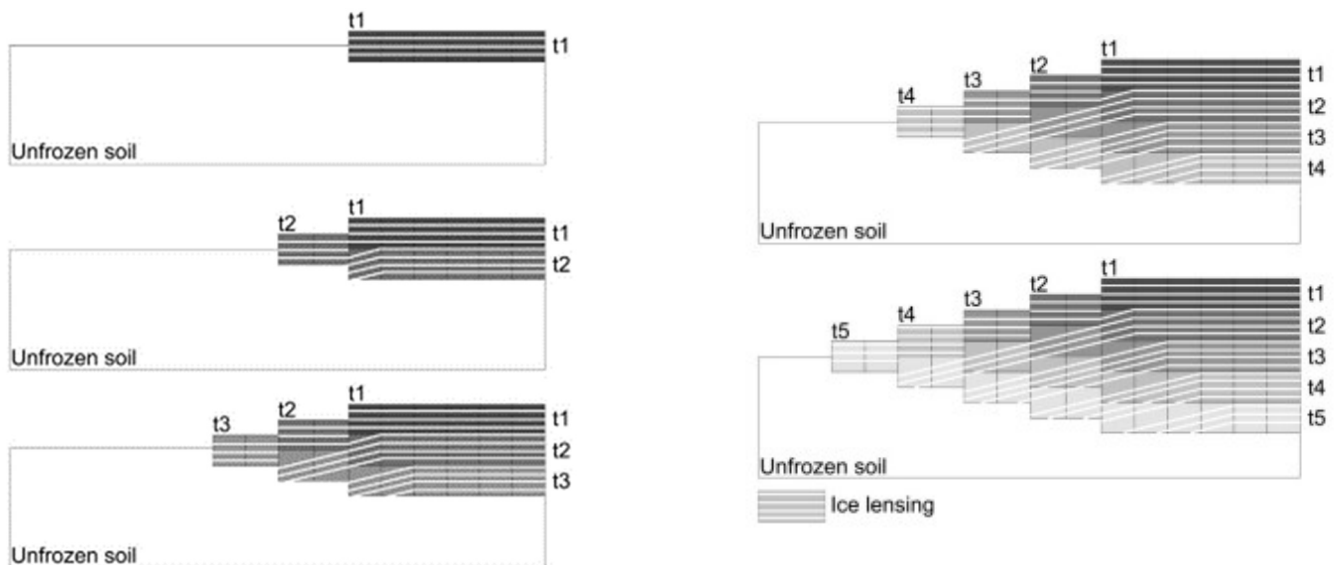 t1
t1
Unfrozen soil
t1
t2
t1
t2
Unfrozen soil
t1
t2
t3
t1
t2
t3
Unfrozen soil
t1
t2
t3
t4
t1
t2
t3
t4
Unfrozen soil
t1
t2
t3
t4
t5
t1
t2
t3
t4
t5
Unfrozen soil
Ice lensing